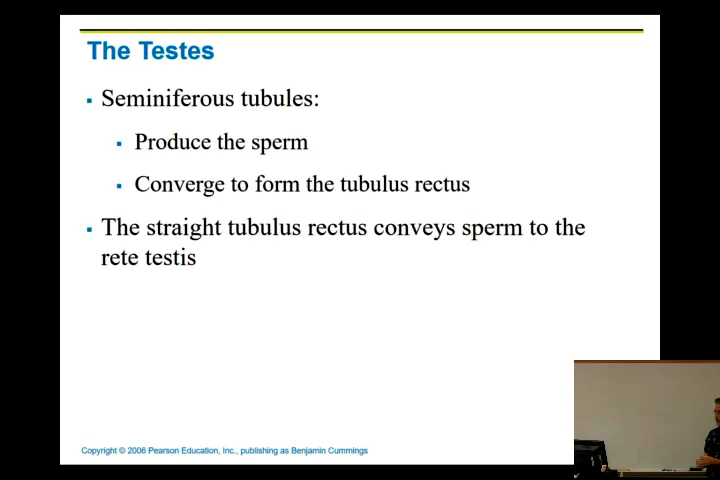 The Testes
▪ Seminiferous tubules:
▪ Produce the sperm
▪ Converge to form the tubulus rectus
▪ The straight tubulus rectus conveys sperm to the
rete testis
Copyright © 2006 Pearson Education, Inc., publishing as Benjamin Cummings